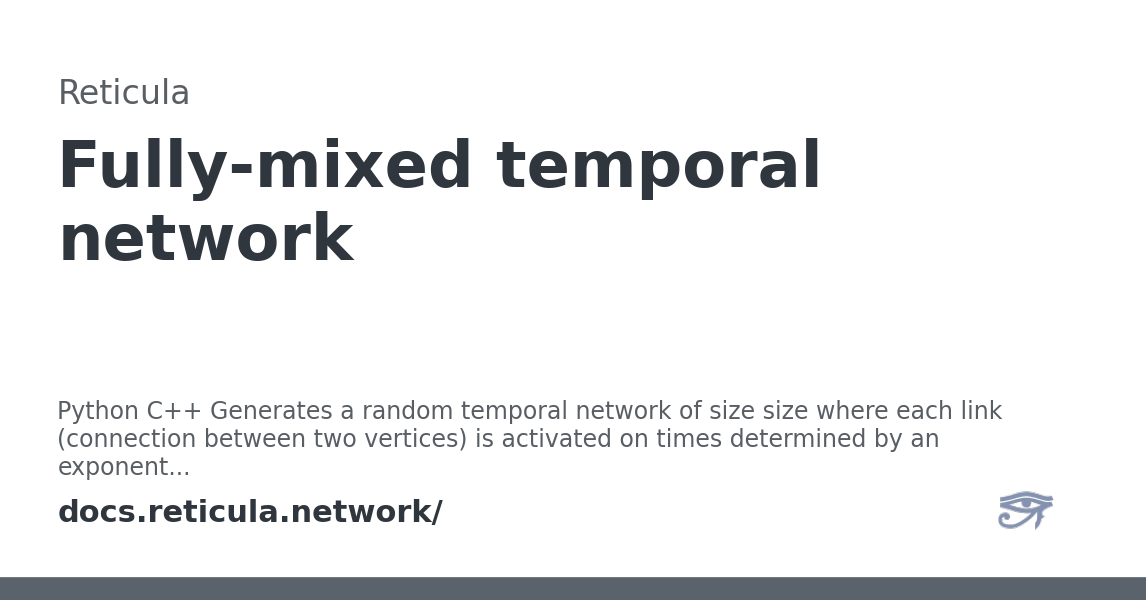 Reticula
Fully-mixed temporal
network
Python C++ Generates a random temporal network of size size where each link
(connection between two vertices) is activated on times determined by an
exponent...
docs.reticula.network/